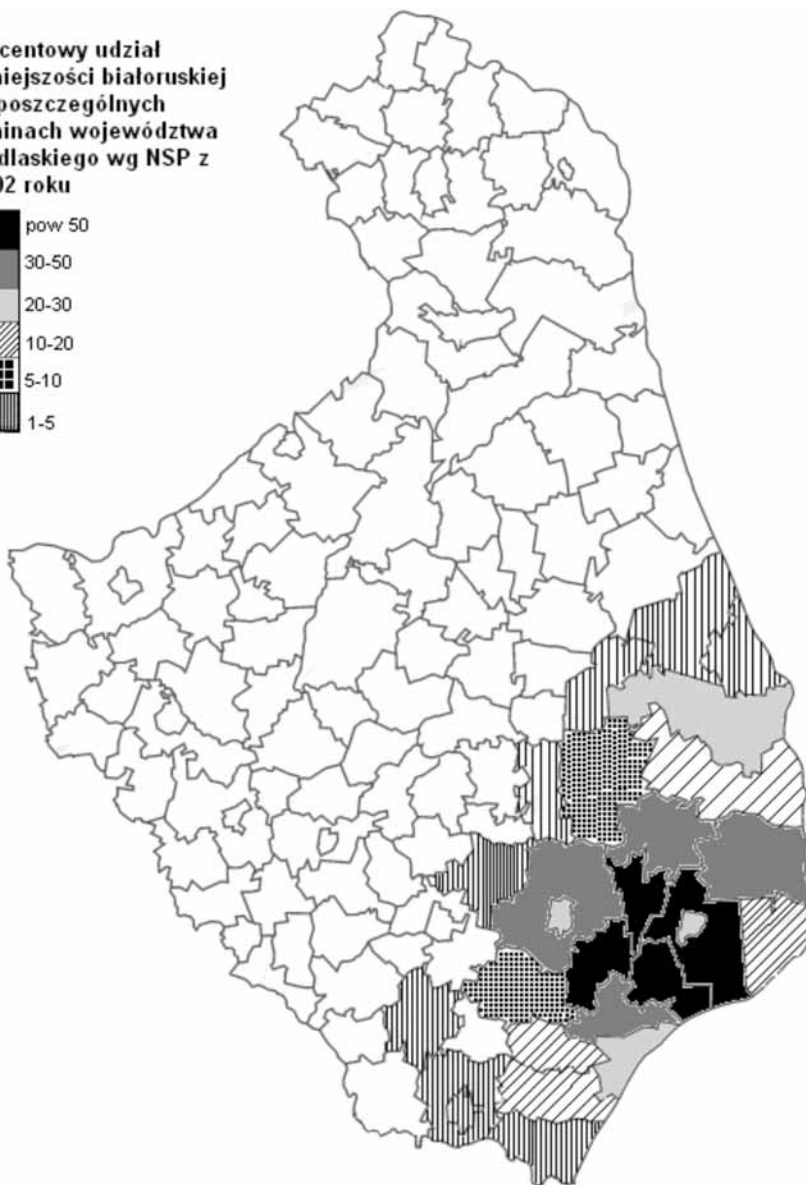 centowy udział
niejszości białoruskiej
poszczególnych
inach województwa
dlaskiego wg NSP z
02 roku
pow 50
30-50
20-30
10-20
5-10
1-5